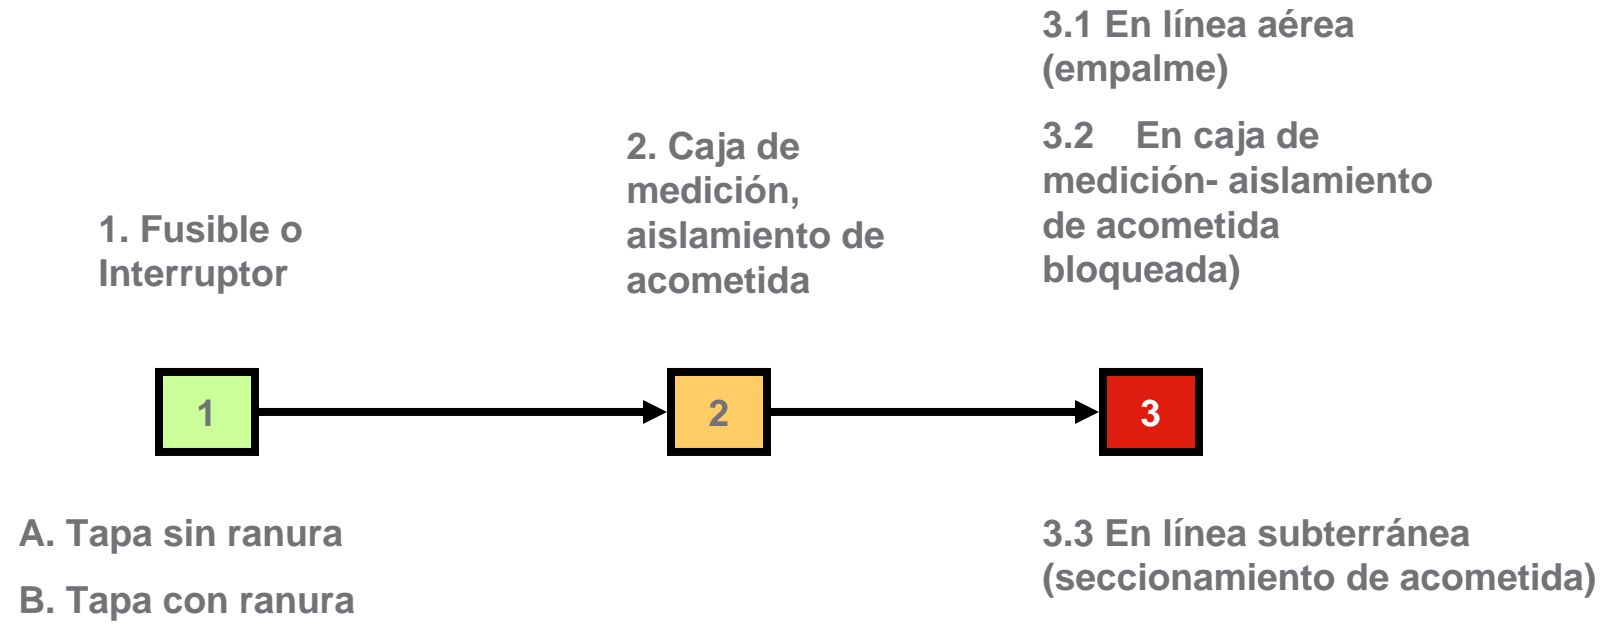 3.1 En línea aérea
(empalme)
3.2 En caja de
medición- aislamiento
de acometida
bloqueada)
2. Caja de
medición,
aislamiento de
acometida
1. Fusible o
Interruptor
1
2
3
A. Tapa sin ranura
B. Tapa con ranura
3.3 En línea subterránea
(seccionamiento de acometida)